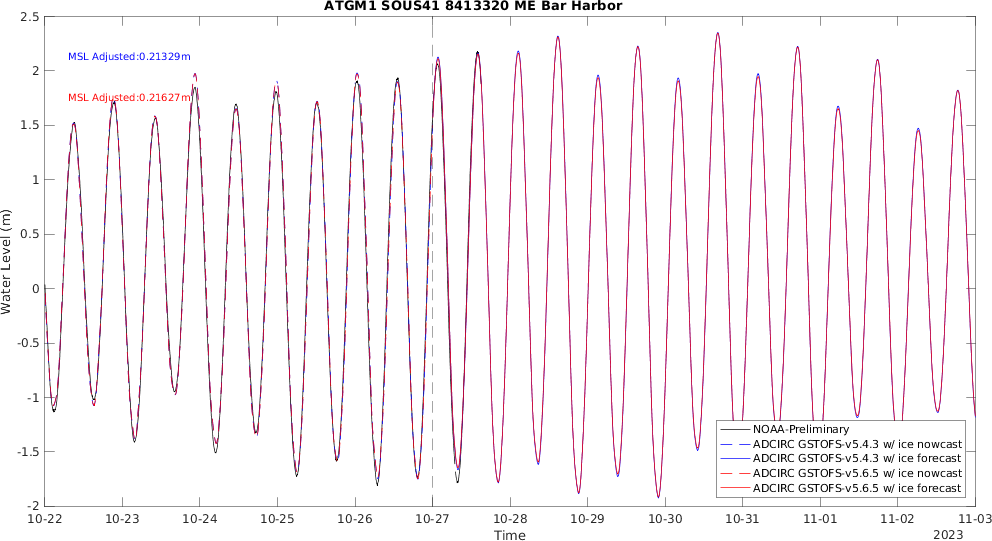 ATGM1 SOUS41 8413320 ME Bar Harbor
MSL Adjusted:0.21329m
MSL Adjusted:0.21627m
Water Level (m)
2.5
2
1.5
1
0.5
0
-0.5
-1
-1.5
-2
NOAA-Preliminary
ADCIRC GSTOFS-v5.4.3 w/ ice nowcast
ADCIRC GSTOFS-v5.4.3 w/ ice forecast
ADCIRC GSTOFS-v5.6.5 w/ ice nowcast
ADCIRC GSTOFS-v5.6.5 w/ ice forecast
10-22 10-23 10-24 10-25 10-26 10-27 10-28 10-29 10-30 10-31 11-01 11-02 11-03
Time
2023